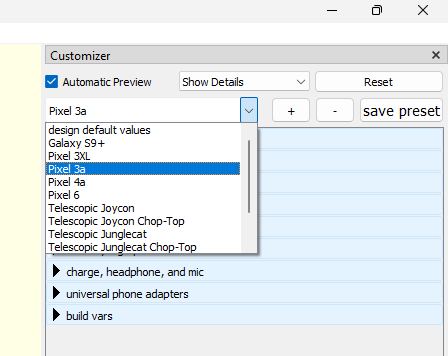 Customizer
Automatic Preview
Show Details
Reset
Pixel 3a
+
-
save preset
design default values
Galaxy S9+
Pixel 3XL
Pixel 3a
Pixel 4a
Pixel 6
Telescopic Joycon
Telescopic Joycon Chop-Top
Telescopic Junglecat
Telescopic Junglecat Chop-Top
charge, headphone, and mic
universal phone adapters
build vars